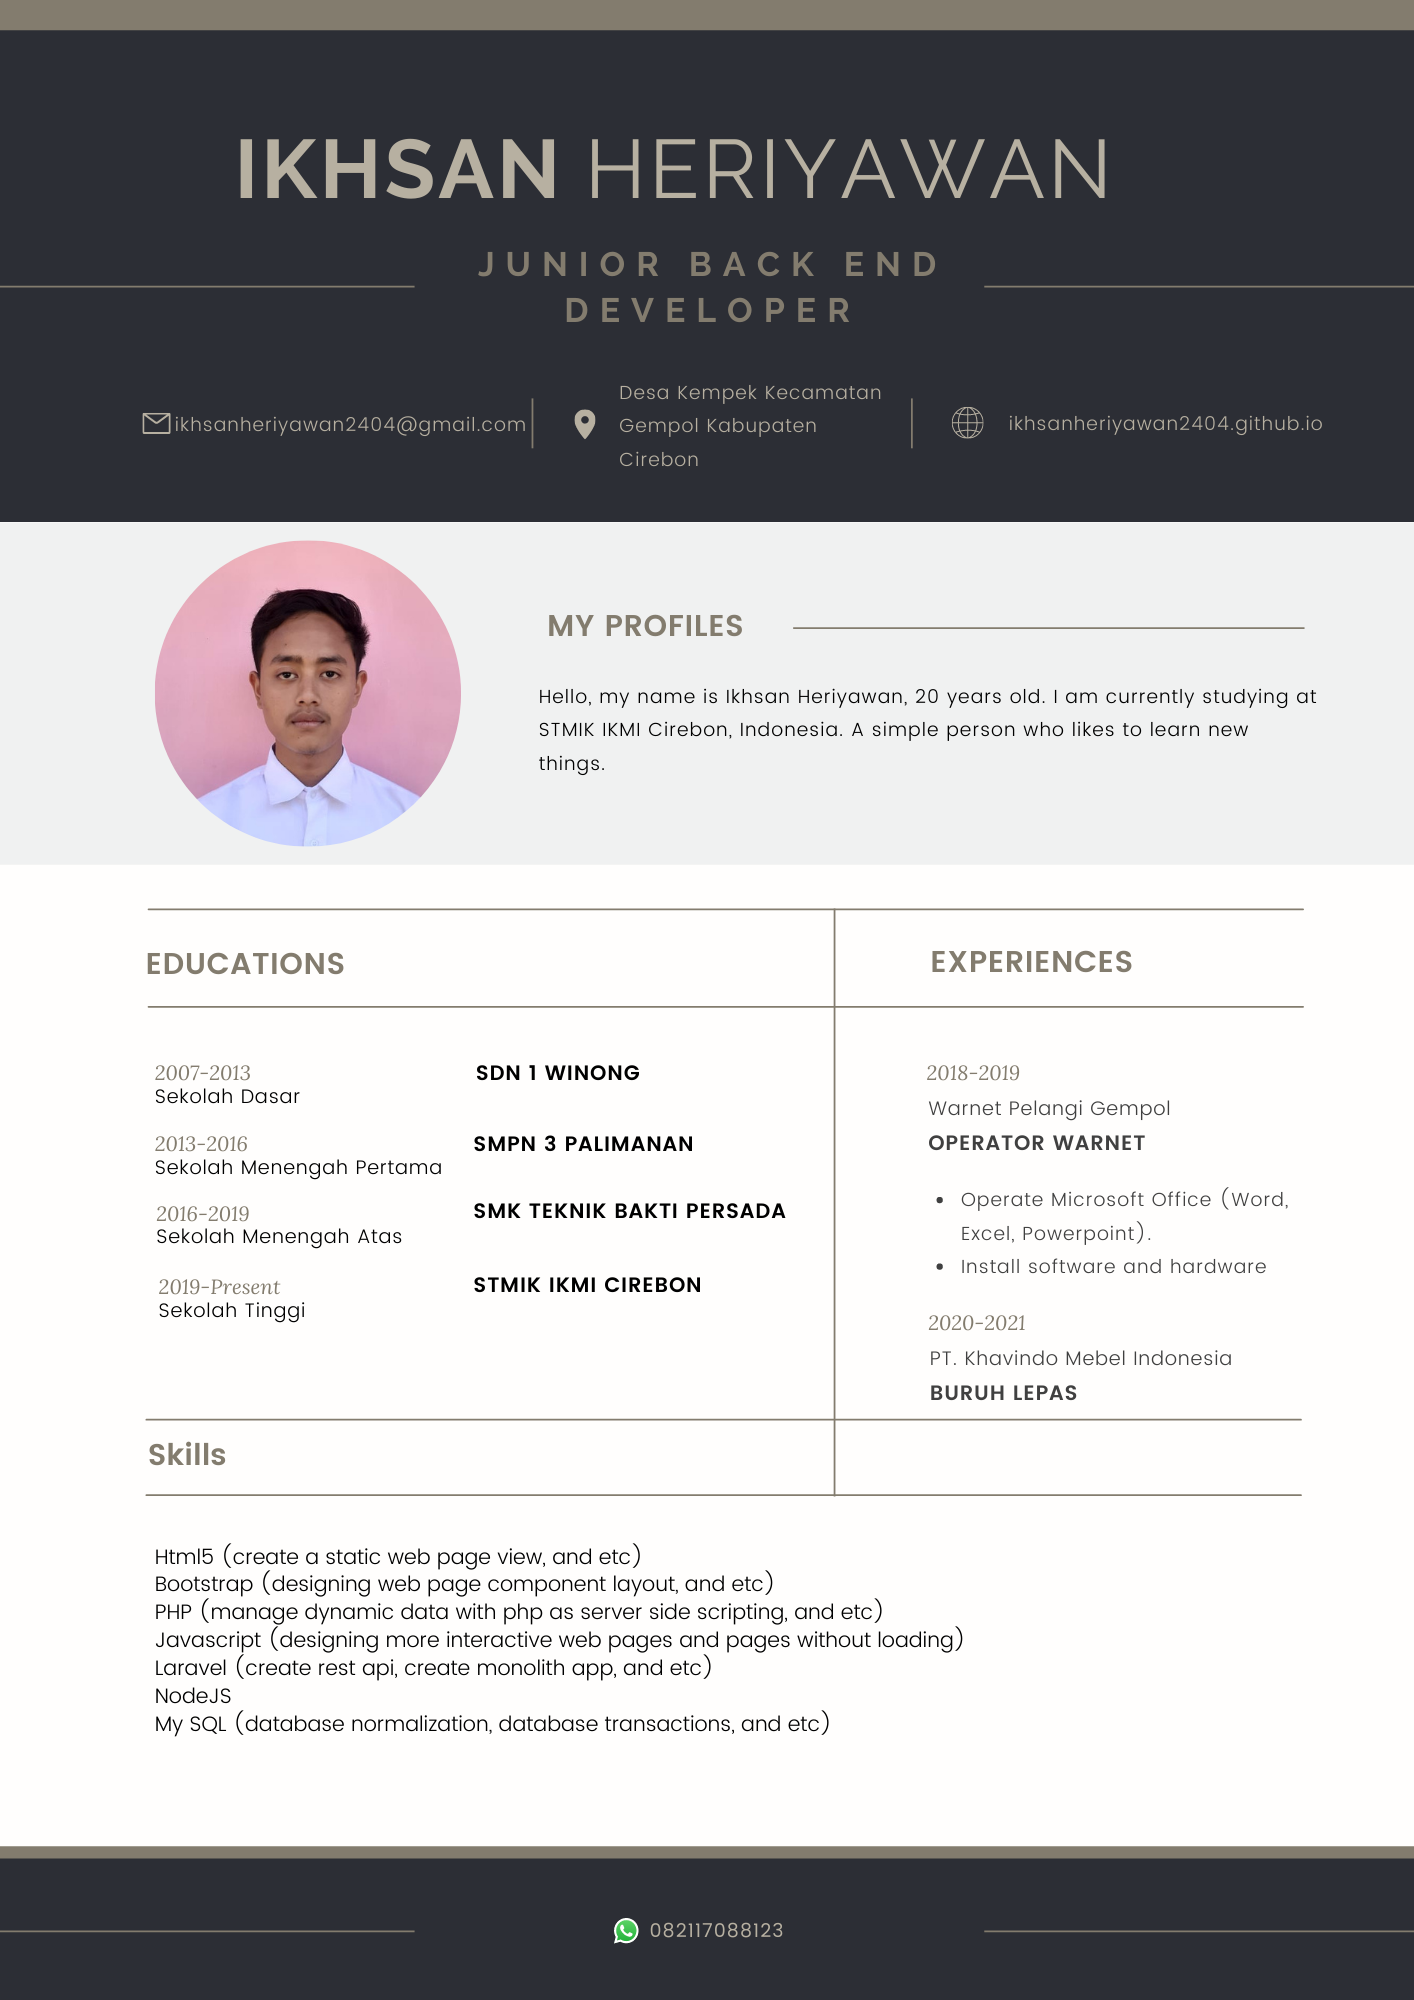 IKHSAN HERIYAWAN
JUNIOR BACK END
DEVELOPER
ikhsanheriyawan2404@gmail.com
Desa Kempek Kecamatan
Gempol Kabupaten
Cirebon
ikhsanheriyawan2404.github.io
MY PROFILES
Hello, my name is Ikhsan Heriyawan, 20 years old. I am currently studying at
STMIK IKMI Cirebon, Indonesia. A simple person who likes to learn new
things.
EDUCATIONS
2007-2013
Sekolah Dasar
SDN 1 WINONG
2013-2016
Sekolah Menengah Pertama
SMPN 3 PALIMANAN
2016-2019
Sekolah Menengah Atas
SMK TEKNIK BAKTI PERSADA
2019-Present
Sekolah Tinggi
STMIK IKMI CIREBON
EXPERIENCES
2018-2019
Warnet Pelangi Gempol
OPERATOR WARNET
• Operate Microsoft Office (Word,
Excel, Powerpoint).
• Install software and hardware
2020-2021
PT. Khavindo Mebel Indonesia
BURUH LEPAS
Skills
Html5 (create a static web page view, and etc)
Bootstrap (designing web page component layout, and etc)
PHP (manage dynamic data with php as server side scripting, and etc)
Javascript (designing more interactive web pages and pages without loading)
Laravel (create rest api, create monolith app, and etc)
NodeJS
My SQL (database normalization, database transactions, and etc)
082117088123